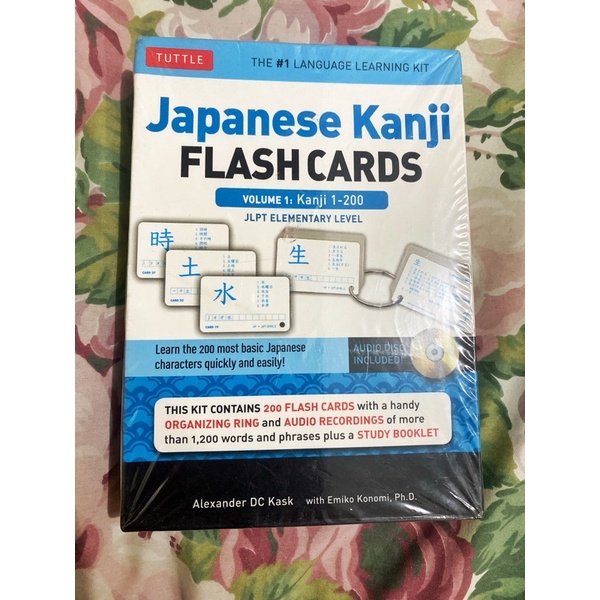 TUTTLE
THE #1 LANGUAGE LEARNING KIT
Japanese Kanji
FLASH CARDS
VOLUME 1: Kanji 1-200
JLPT ELEMENTARY LEVEL
時
土
水
生
CARD 19
Learn the 200 most basic Japanese
characters quickly and easily!
AUDIO DISC
INCLUDED!
THIS KIT CONTAINS 200 FLASH CARDS with a handy
ORGANIZING RING and AUDIO RECORDINGS of more
than 1,200 words and phrases plus a STUDY BOOKLET
Alexander DC Kask with Emiko Konomi, Ph.D.